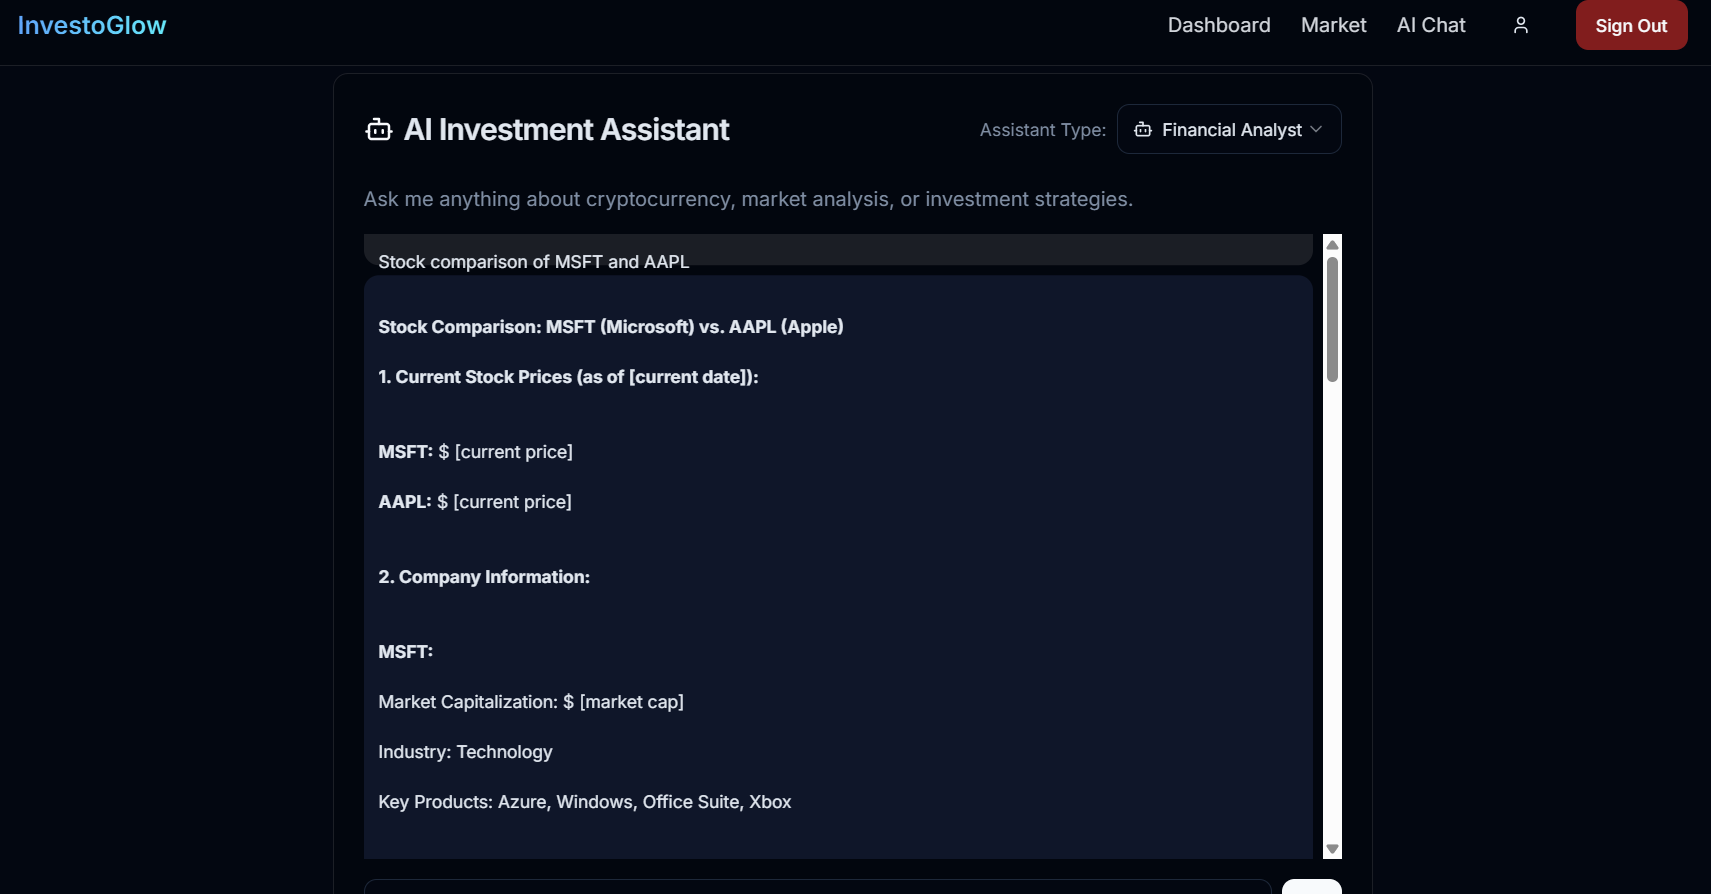 InvestoGlow
Dashboard Market AI Chat Sign Out
AI Investment Assistant
Assistant Type: Financial Analyst
Ask me anything about cryptocurrency, market analysis, or investment strategies.
Stock comparison of MSFT and AAPL
Stock Comparison: MSFT (Microsoft) vs. AAPL (Apple)
1. Current Stock Prices (as of [current date]):
MSFT: $ [current price]
AAPL: $ [current price]
2. Company Information:
MSFT:
Market Capitalization: $ [market cap]
Industry: Technology
Key Products: Azure, Windows, Office Suite, Xbox